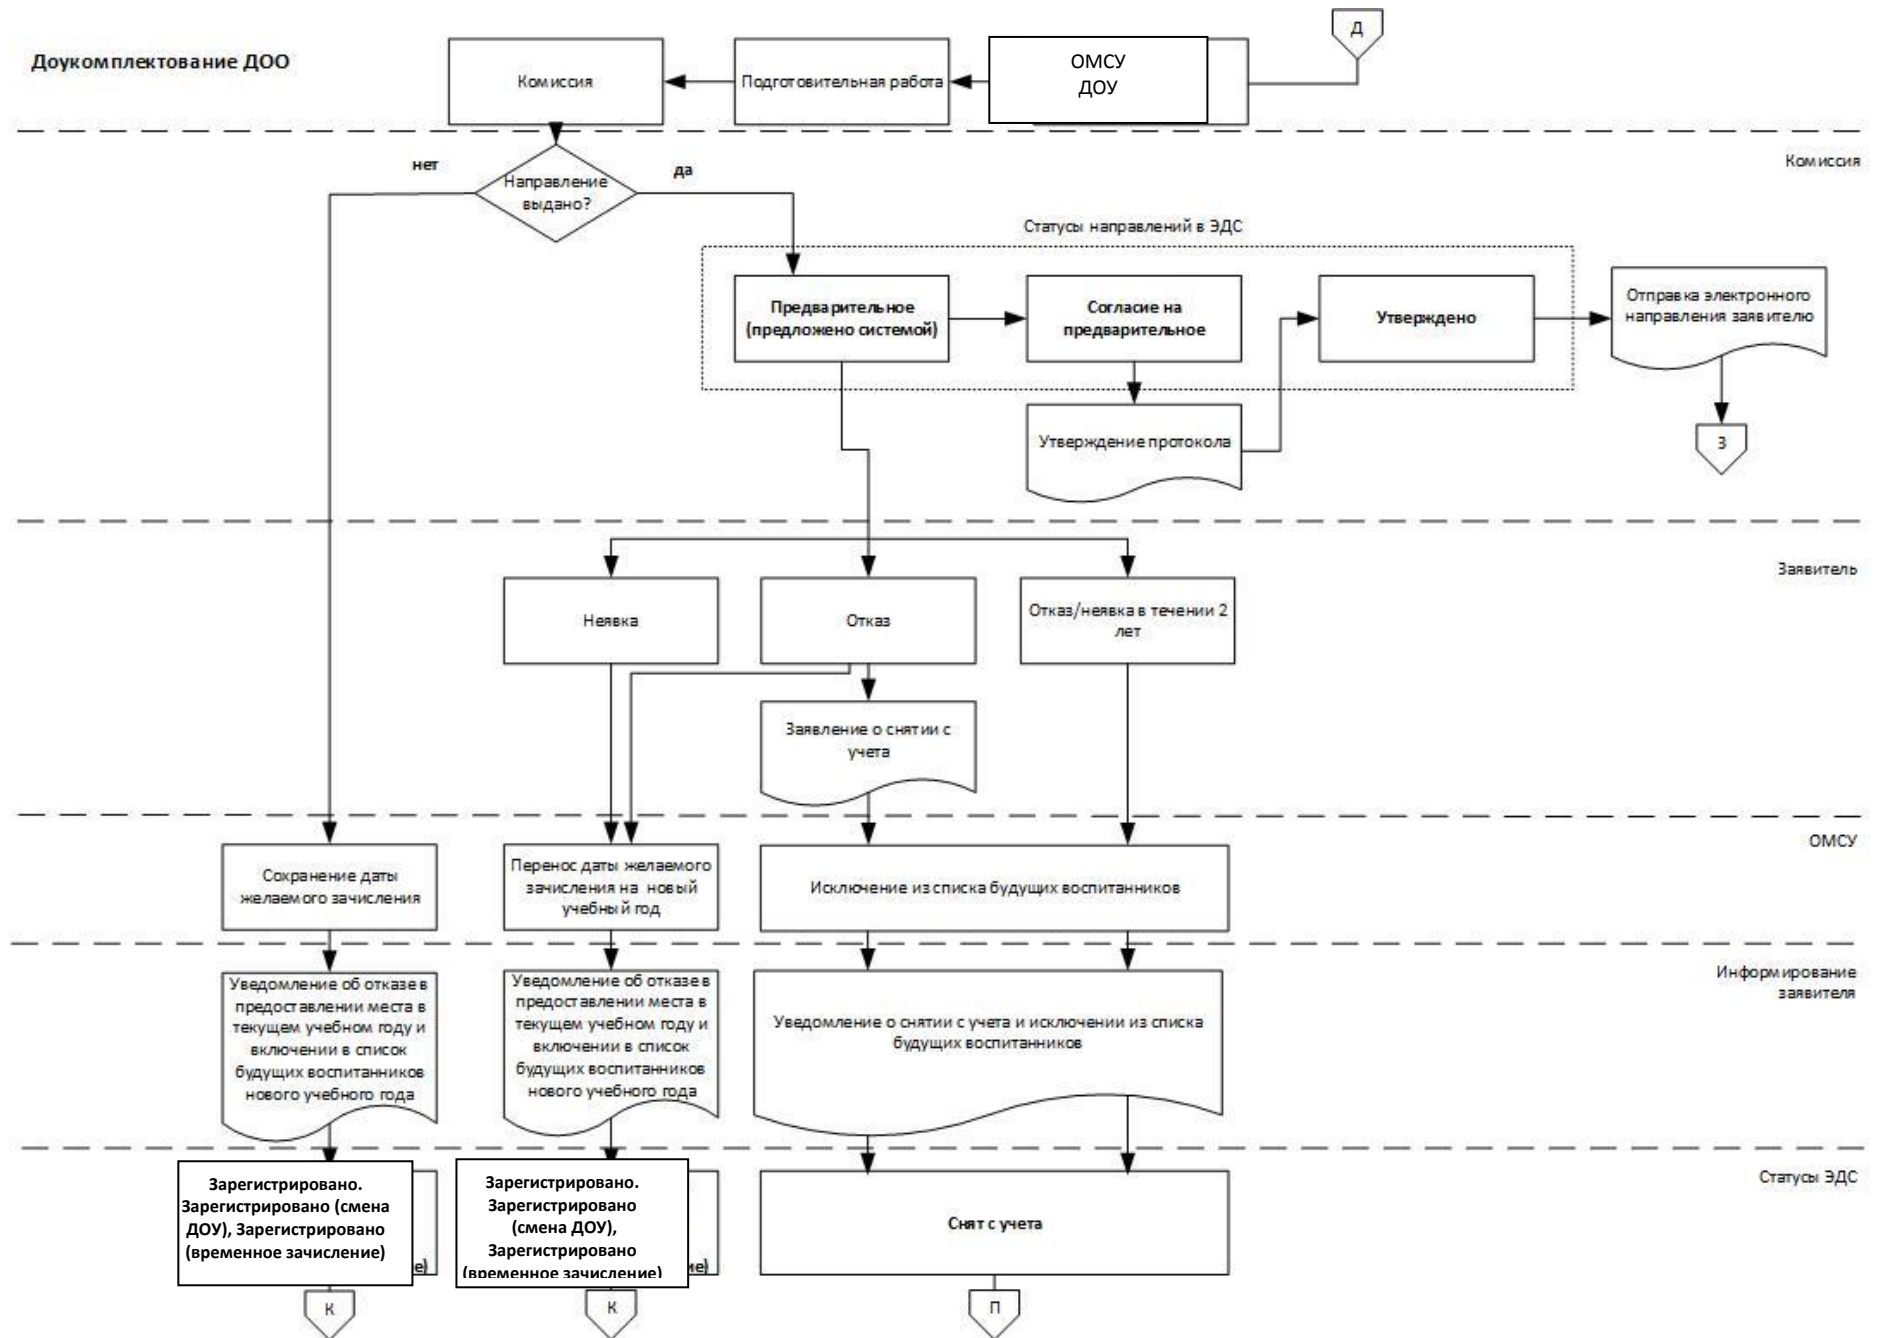 Д
Доукомплектование ДОО
Комиссия
Подготовительная работа
ОМСУ
ДОУ
Комиссия
нет
да
Направление
выдано?
Статусы направлений в ЭДС
Предварительное
(предложено системой)
Согласие на
предварительное
Утверждено
Отправка электронного
направления заявителю
Утверждение протокола
З
Заявитель
Неявка
Отказ
Отказ/неявка в течении 2
лет
Заявление о снятии с
учета
ОМСУ
Сохранение даты
желаемого зачисления
Перенос даты желаемого
зачисления на новый
учебный год
Исключение из списка будущих воспитанников
Информирование
заявителя
Уведомление об отказе в
предоставлении места в
текущем учебном году и
включении в список
будущих воспитанников
нового учебного года
Уведомление об отказе в
предоставлении места в
текущем учебном году и
включении в список
будущих воспитанников
нового учебного года
Уведомление о снятии с учета и исключении из списка
будущих воспитанников
Статусы ЭДС
Зарегистрировано.
Зарегистрировано (смена
ДОУ), Зарегистрировано
(временное зачисление)
е)
Зарегистрировано.
Зарегистрировано
(смена ДОУ),
Зарегистрировано
(временное зачисление)
ие)
Снят с учета
К
К
П